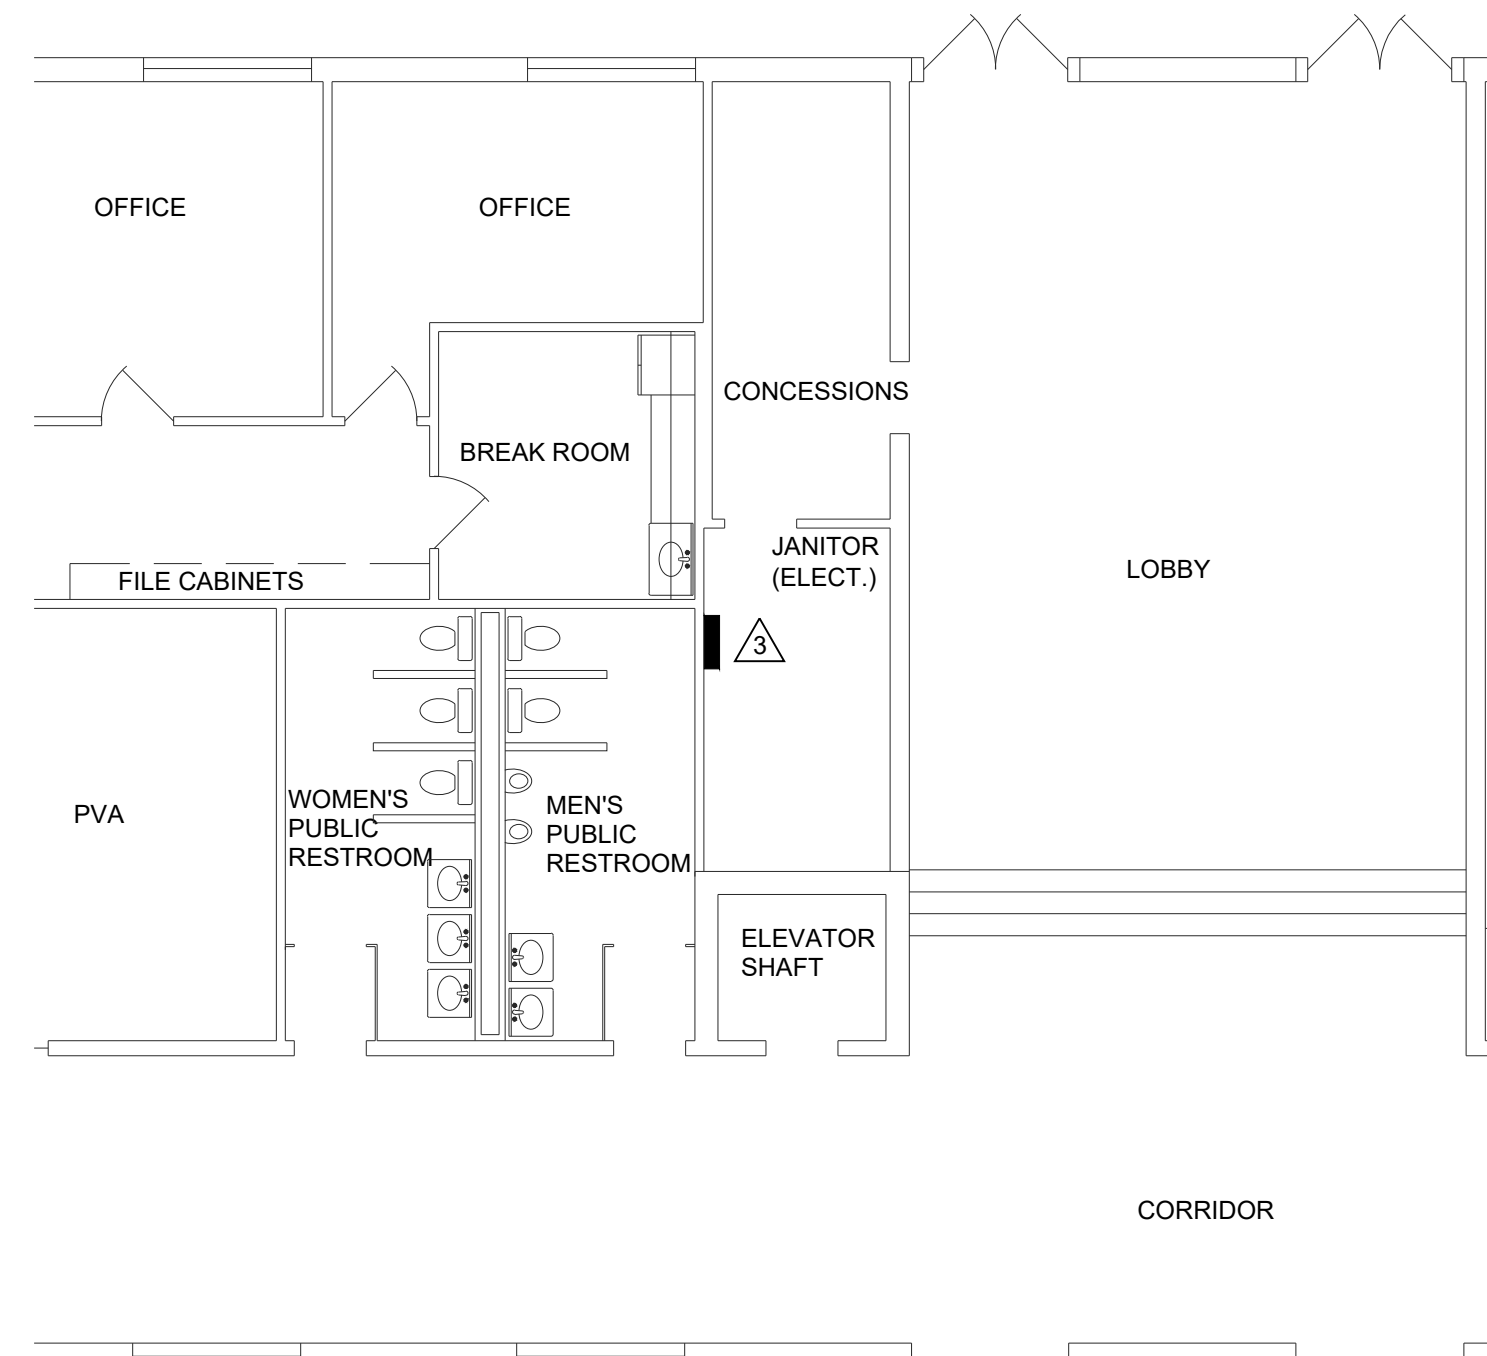 OFFICE
OFFICE
CONCESSIONS
BREAK ROOM
JANITOR
(ELECT.)
LOBBY
FILE CABINETS
3
WOMEN'S
PUBLIC
RESTROOM
MEN'S
PUBLIC
RESTROOM
PVA
ELEVATOR
SHAFT
CORRIDOR